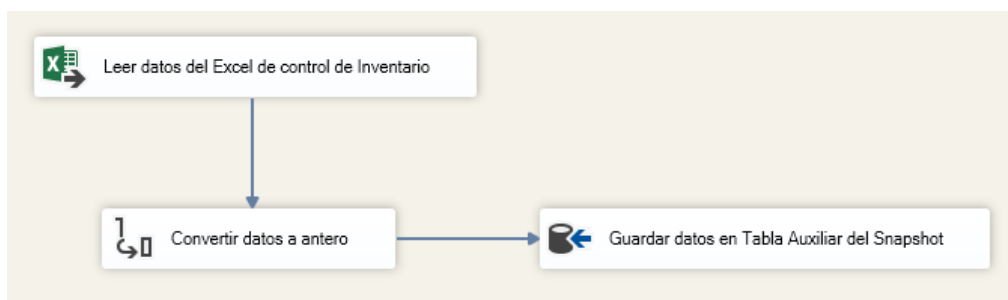 Leer datos del Excel de control de Inventario
Convertir datos a antero
Guardar datos en Tabla Auxiliar del Snapshot